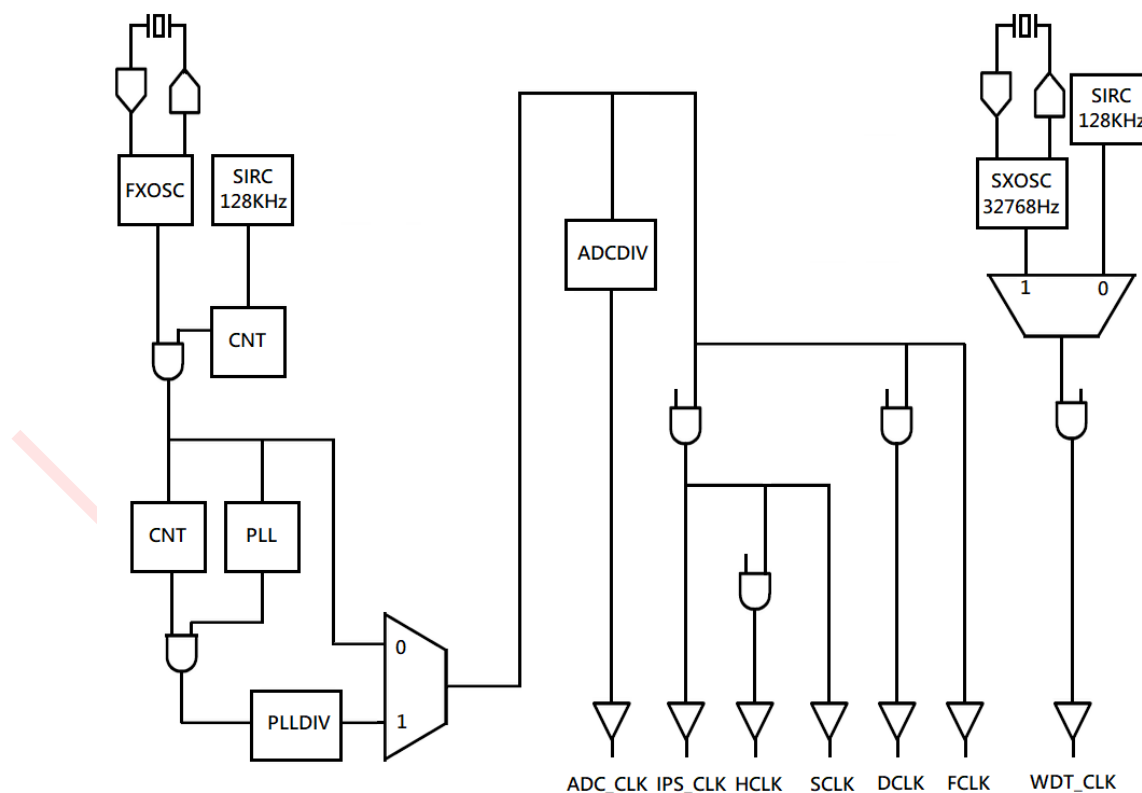 FXOSC
SIRC
128KHz
CNT
CNT
PLL
PLLDIV
0
1
ADCDIV
SIRC
128KHz
SXOSC
32768Hz
1
0
ADC_CLK
IPS_CLK
HCLK
SCLK
DCLK
FCLK
WDT_CLK